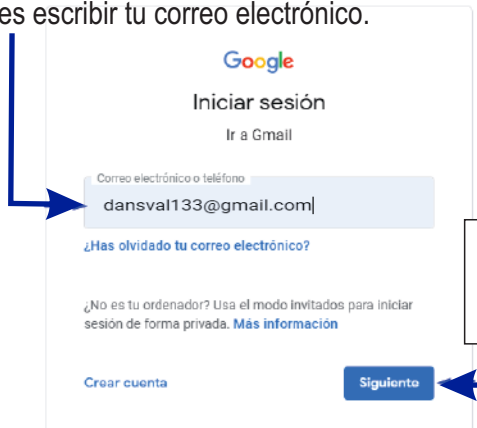 es escribir tu correo electrónico.
Google
Iniciar sesión
Ir a Gmail
Correo electrónico o teléfono
dansval133@gmail.com
¿Has olvidado tu correo electrónico?
¿No es tu ordenador? Usa el modo invitados para iniciar
sesión de forma privada. Más información
Crear cuenta Siguiente